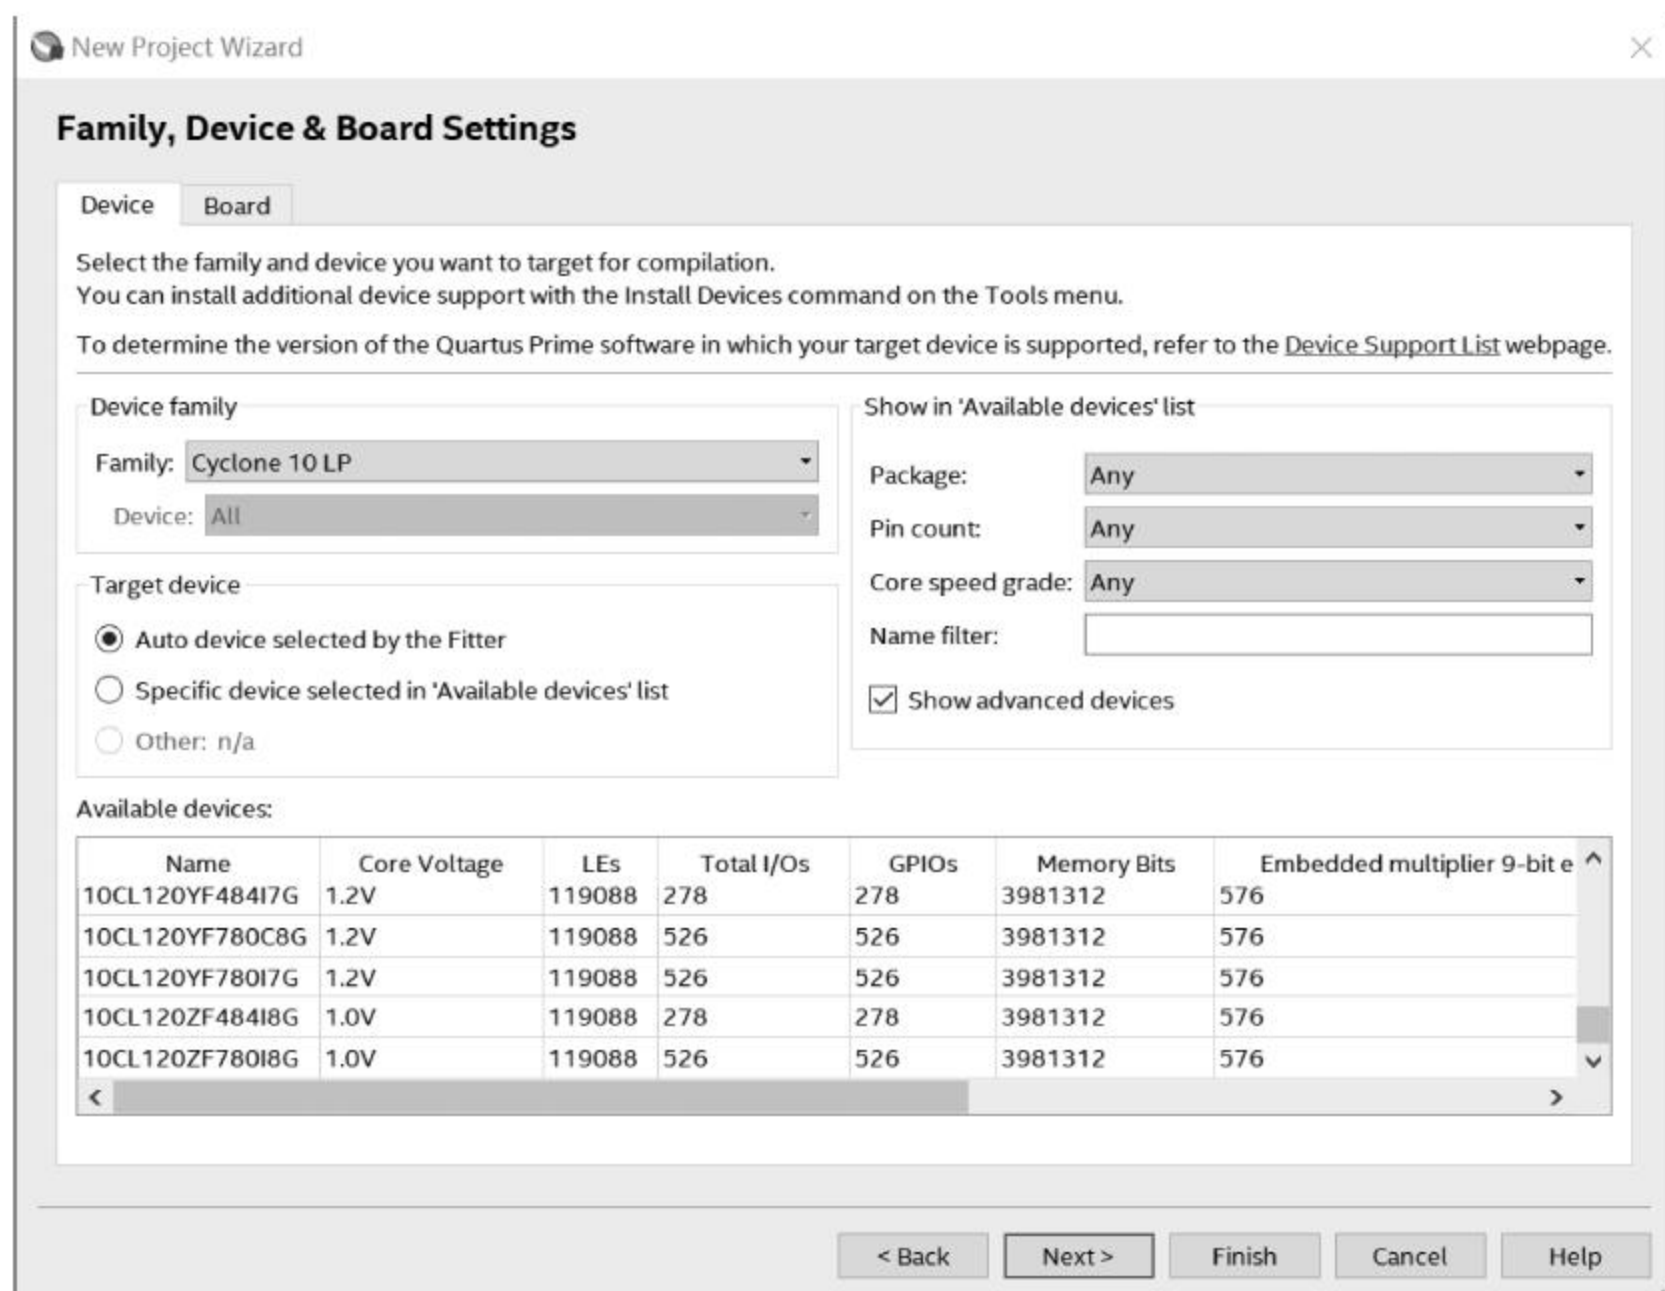 New Project Wizard
Family, Device & Board Settings
Device Board
Select the family and device you want to target for compilation.
You can install additional device support with the Install Devices command on the Tools menu.
To determine the version of the Quartus Prime software in which your target device is supported, refer to the Device Support List webpage.
Device family
Family: Cyclone 10 LP
Device: All
Target device
Auto device selected by the Fitter
Specific device selected in 'Available devices' list
Other: n/a
Show in 'Available devices' list
Package: Any
Pin count: Any
Core speed grade: Any
Name filter:
Show advanced devices
Available devices:
Name Core Voltage LEs Total I/Os GPIOs Memory Bits Embedded multiplier 9-bit e
10CL120YF484I7G 1.2V 119088 278 278 3981312 576
10CL120YF780C8G 1.2V 119088 526 526 3981312 576
10CL120YF780I7G 1.2V 119088 526 526 3981312 576
10CL120ZF484I8G 1.0V 119088 278 278 3981312 576
10CL120ZF780I8G 1.0V 119088 526 526 3981312 576
< Back Next > Finish Cancel Help